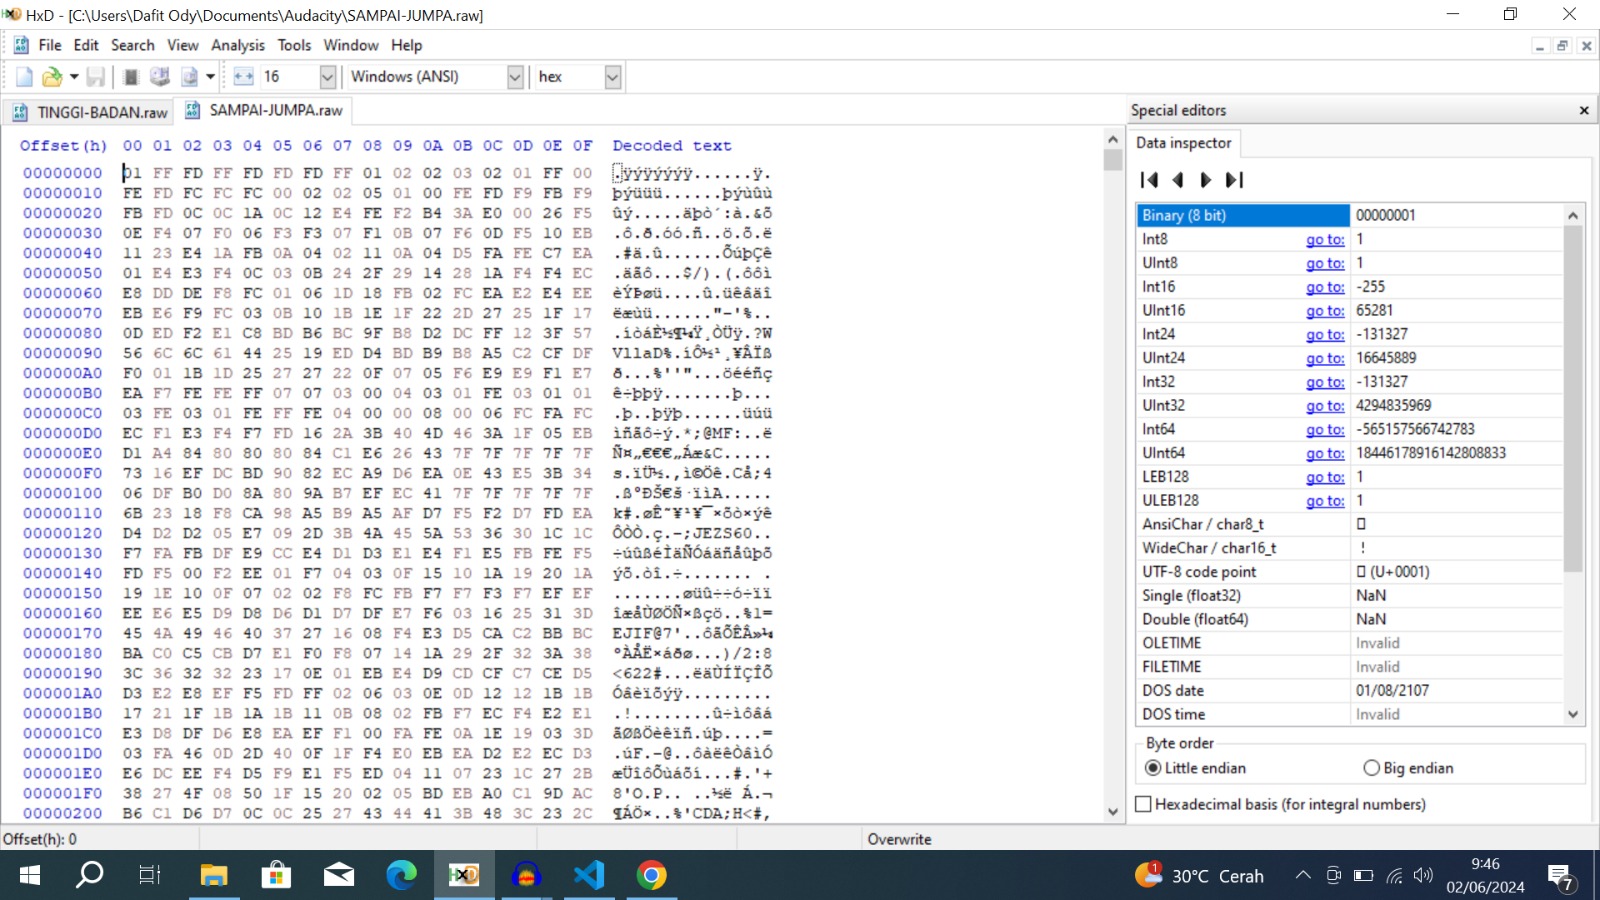 HxD - [C:\Users\Dafit Ody\Documents\Audacity\SAMPAI-JUMPA.raw]
File Edit Search View Analysis Tools Window Help
16 Windows (ANSI) hex
TINGGI-BADAN.raw SAMPAI-JUMPA.raw
Offset(h) 00 01 02 03 04 05 06 07 08 09 0A 0B 0C 0D 0E 0F Decoded text
00000000 01 FF FD FF FD FD FD FF 01 02 02 03 02 01 FF 00 .ÿýÿýýýÿ......ÿ.
00000010 FE FD FC FC FC 00 02 02 05 01 00 FE FD F9 FB F9 þýüüü......þýùûù
00000020 FB FD 0C 0C 1A 0C 12 E4 FE F2 B4 3A E0 00 26 F5 ûý.....äþò´:à.&õ
00000030 0E F4 07 F0 06 F3 F3 07 F1 0B 07 F6 0D F5 10 EB .ô.ð.óó.ñ..ö.õ.ë
00000040 11 23 E4 1A FB 0A 04 02 11 0A 04 D5 FA FE C7 EA .#ä.û......ÕúþÇê
00000050 01 E4 E3 F4 0C 03 0B 24 2F 29 14 28 1A F4 F4 EC .äãô...$/).(.ôôì
00000060 E8 DD DE F8 FC 01 06 1D 18 FB 02 FC EA E2 E4 EE èÝÞøü....û.üêâäî
00000070 EB E6 F9 FC 03 0B 10 1B 1E 1F 22 2D 27 25 1F 17 ëæùü......"-'%..
00000080 0D ED F2 E1 C8 BD B6 BC 9F B8 D2 DC FF 12 3F 57 .íòáÈ½¶¼Ÿ¸ÒÜÿ.?W
00000090 56 6C 6C 61 44 25 19 ED D4 BD B9 B8 A5 C2 CF DF VllaD%.íÔ½¹¸¥ÂÏß
000000A0 F0 01 1B 1D 25 27 27 22 0F 07 05 F6 E9 E9 F1 E7 ð...%''"...öééñç
000000B0 EA F7 FE FE FF 07 07 03 00 04 03 01 FE 03 01 01 ê÷þþÿ.......þ...
000000C0 03 FE 03 01 FE FF FE 04 00 00 08 00 06 FC FA FC .þ..þÿþ......üúü
000000D0 EC F1 E3 F4 F7 FD 16 2A 3B 40 4D 46 3A 1F 05 EB ìñãô÷ý.*;@MF:..ë
000000E0 D1 A4 84 80 80 80 84 C1 E6 26 43 7F 7F 7F 7F 7F Ñ¤„€€€„Áæ&C.....
000000F0 73 16 EF DC BD 90 82 EC A9 D6 EA 0E 43 E5 3B 34 s.ïÜ½.‚ì©Öê.Cå;4
00000100 06 DF B0 D0 8A 80 9A B7 EF EC 41 7F 7F 7F 7F 7F .ß°ÐŠ€š·ïìA.....
00000110 6B 23 18 F8 CA 98 A5 B9 A5 AF D7 F5 F2 D7 FD EA k#.øÊ˜¥¹¥¯×õò×ýê
00000120 D4 D2 D2 05 E7 09 2D 3B 4A 45 5A 53 36 30 1C 1C ÔÒÒ.ç.-;JEZS60..
00000130 F7 FA FB DF E9 CC E4 D1 D3 E1 E4 F1 E5 FB FE F5 ÷úûßéÌäÑÓáäñåûþõ
00000140 FD F5 00 F2 EE 01 F7 04 03 0F 15 10 1A 19 20 1A ýõ.òî.÷....... .
00000150 19 1E 10 0F 07 02 02 F8 FC FB F7 F7 F3 F7 EF EF .......øüû÷÷ó÷ïï
00000160 EE E6 E5 D9 D8 D6 D1 D7 DF E7 F6 03 16 25 31 3D îæåÙØÖÑ×ßçö..%1=
00000170 45 4A 49 46 40 37 27 16 08 F4 E3 D5 CA C2 BB BC EJIF@7'..ôãÕÊÂ»¼
00000180 BA C0 C5 CB D7 E1 F0 F8 07 14 1A 29 2F 32 3A 38 ºÀÅË×áðø...)/2:8
00000190 3C 36 32 32 23 17 0E 01 EB E4 D9 CD CF C7 CE D5 <622#...ëäÙÍÏÇÎÕ
000001A0 D3 E2 E8 EF F5 FD FF 02 06 03 0E 0D 12 12 1B 1B Óâèïõýÿ.........
000001B0 17 21 1F 1B 1A 1B 11 0B 08 02 FB F7 EC F4 E2 E1 .!........û÷ìôâá
000001C0 E3 D8 DF D6 E8 EA EF F1 00 FA FE 0A 1E 19 03 3D ãØßÖèêïñ.úþ....=
000001D0 03 FA 46 0D 2D 40 0F 1F F4 E0 EB EA D2 E2 EC D3 .úF.-@..ôàëêÒâìÓ
000001E0 E6 DC EE F4 D5 F9 E1 F5 ED 04 11 07 23 1C 27 2B æÜîôÕùáõí...#.'+
000001F0 38 27 4F 08 50 1F 15 20 02 05 BD EB A0 C1 9D AC 8'O.P.. ..½ë Á.¬
00000200 B6 C1 D6 D7 0C 0C 25 27 43 44 41 3B 48 3C 23 2C ¶ÁÖ×..%'CDA;H<#,
Special editors
Data inspector
Binary (8 bit) 00000001
Int8 go to: 1
UInt8 go to: 1
Int16 go to: -255
UInt16 go to: 65281
Int24 go to: -131327
UInt24 go to: 16645889
Int32 go to: -131327
UInt32 go to: 4294835969
Int64 go to: -565157566742783
UInt64 go to: 18446178916142808833
LEB128 go to: 1
ULEB128 go to: 1
AnsiChar / char8_t
WideChar / char16_t !
UTF-8 code point (U+0001)
Single (float32) NaN
Double (float64) NaN
OLETIME Invalid
FILETIME Invalid
DOS date 01/08/2107
DOS time Invalid
Byte order
Little endian Big endian
Hexadecimal basis (for integral numbers)
Offset(h): 0 Overwrite
30°C Cerah
9:46
02/06/2024